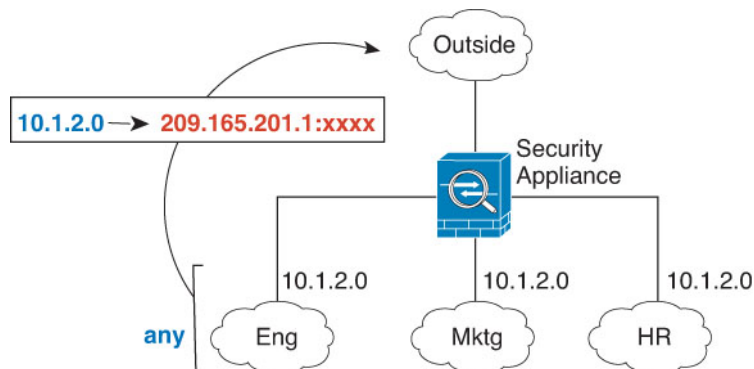 Outside
10.1.2.0 209.165.201.1:xxxx
Security
Appliance
10.1.2.0 10.1.2.0 10.1.2.0
any Eng Mktg HR